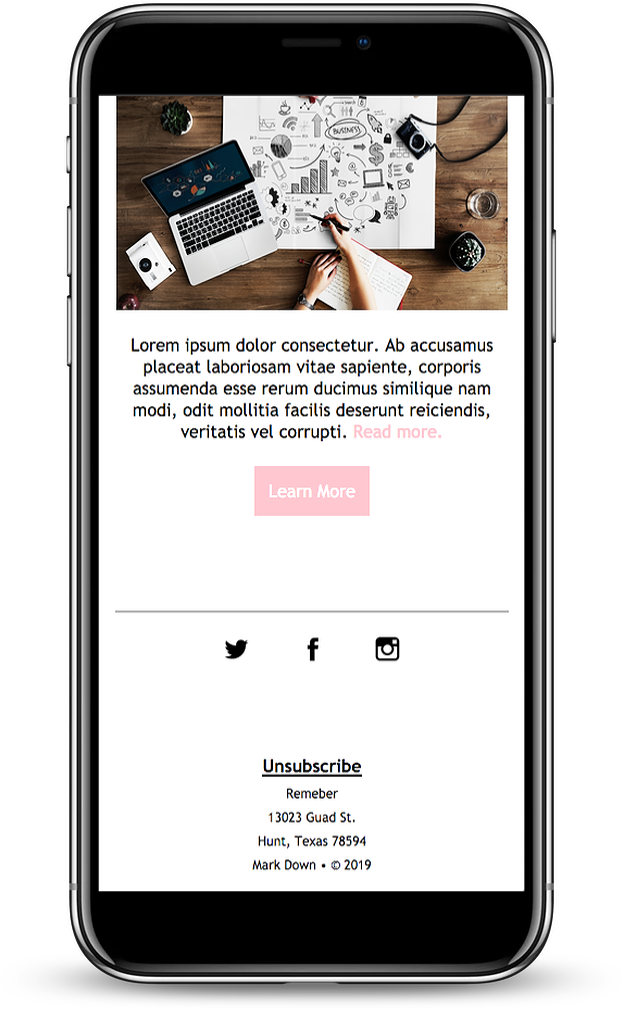 search
BUSINESS
Lorem ipsum dolor consectetur. Ab accusamus
placeat laboriosam vitae sapiente, corporis
assumenda esse rerum ducimus similique nam
modi, odit mollitia facilis deserunt reiciendis,
veritatis vel corrupti. Read more.
Learn More
Unsubscribe
Remeber
13023 Guad St.
Hunt, Texas 78594
Mark Down • © 2019